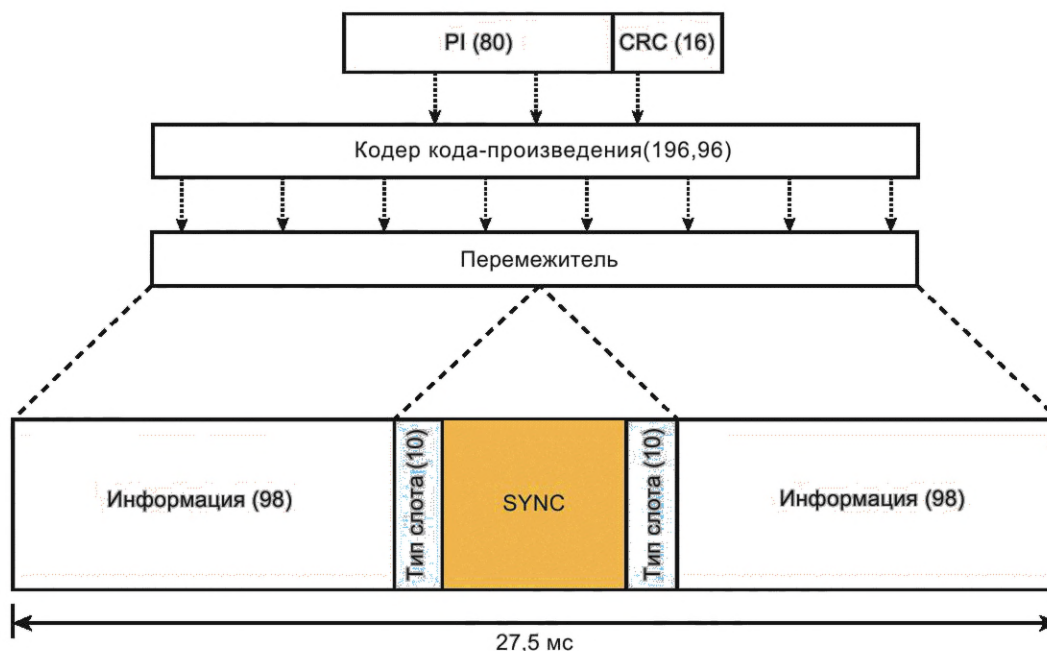 PI (80)
CRC (16)
Кодер кода-произведения(196,96)
Перемежитель
Информация (98)
Тип слота (10)
SYNC
Тип слота (10)
Информация (98)
27,5 мс